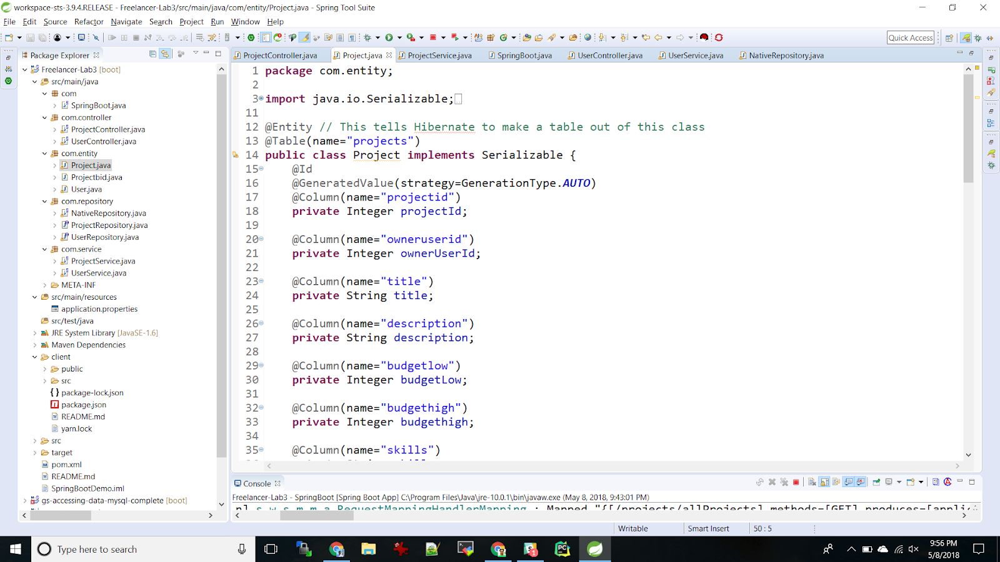 workspace-sts-3.9.4.RELEASE - Freelancer-Lab3/src/main/java/com/entity/Project.java - Spring Tool Suite
File Edit Source Refactor Navigate Search Project Run Window Help
Quick Access
Package Explorer
Freelancer-Lab3 [boot]
src/main/java
com
SpringBoot.java
com.controller
ProjectController.java
UserController.java
com.entity
Project.java
Projectbid.java
User.java
com.repository
NativeRepository.java
ProjectRepository.java
UserRepository.java
com.service
ProjectService.java
UserService.java
META-INF
src/main/resources
application.properties
src/test/java
JRE System Library [JavaSE-1.6]
Maven Dependencies
client
public
src
package-lock.json
package.json
README.md
yarn.lock
src
target
pom.xml
README.md
SpringBootDemo.iml
gs-accessing-data-mysql-complete [boot]
ProjectController.java Project.java ProjectService.java SpringBoot.java UserController.java UserService.java NativeRepository.java
1 package com.entity;
2
3 import java.io.Serializable;
11
12 @Entity // This tells Hibernate to make a table out of this class
13 @Table(name="projects")
14 public class Project implements Serializable {
15 @Id
16 @GeneratedValue(strategy=GenerationType.AUTO)
17 @Column(name="projectid")
18 private Integer projectId;
19
20 @Column(name="owneruserid")
21 private Integer ownerUserId;
22
23 @Column(name="title")
24 private String title;
25
26 @Column(name="description")
27 private String description;
28
29 @Column(name="budgetlow")
30 private Integer budgetLow;
31
32 @Column(name="budgethigh")
33 private Integer budgethigh;
34
35 @Column(name="skills")
Console
Freelancer-Lab3 - SpringBoot [Spring Boot App] C:\Program Files\Java\jre-10.0.1\bin\javaw.exe (May 8, 2018, 9:43:01 PM)
n] s.w.s.m.m.a.RequestMappingHandlerMapping : Mapped "{[/projects/allProjects],methods=[GET],produces=[applic
Writable Smart Insert 50 : 5
Type here to search
9:56 PM
5/8/2018